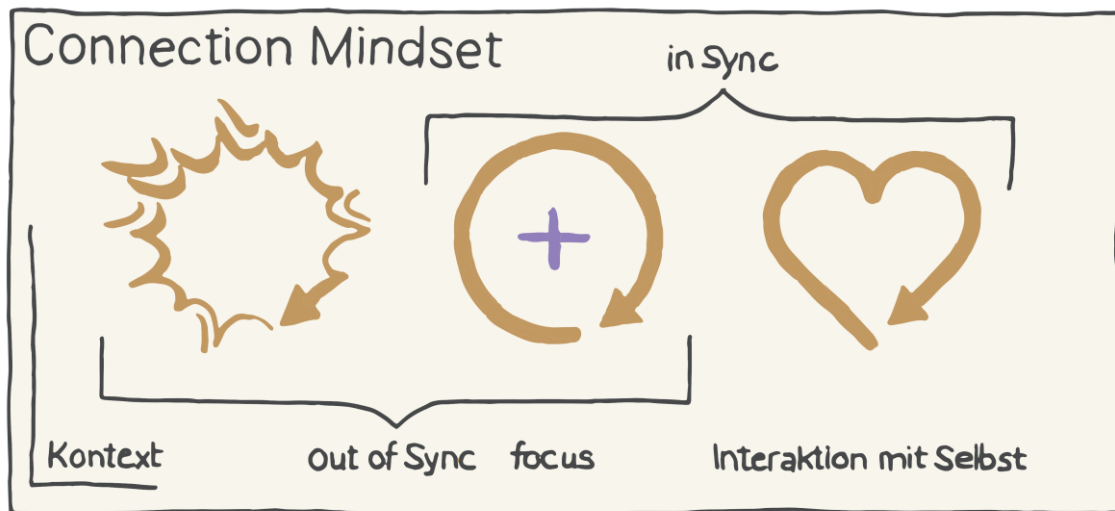 Connection Mindset
in Sync
Kontext
out of Sync focus
Interaktion mit Selbst